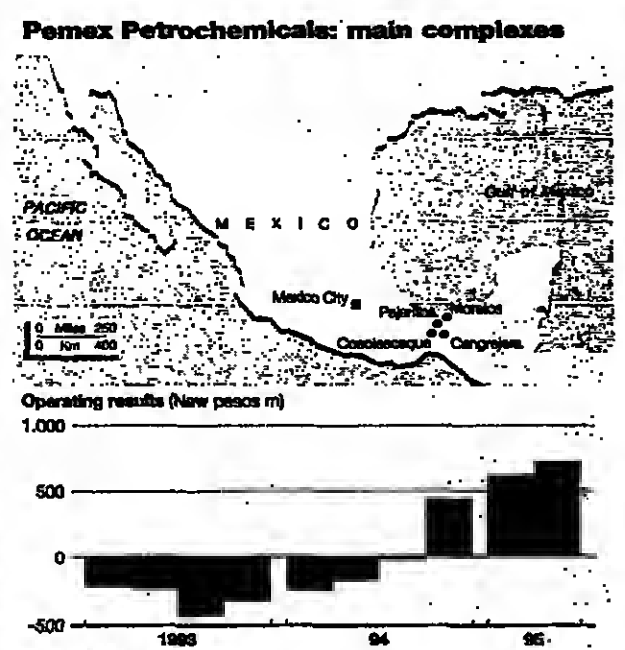 Pemex Petrochemicals: main complexes
PACIFIC
OCEAN
MEXICO
Gulf of Mexico
Mexico City
Pajaritos
Morelos
Cosoleacaque
Cangrejera
0 Miles 250
0 Km 400
Operating results (New pesos m)
1.000
500
0
-500
1993
94
95